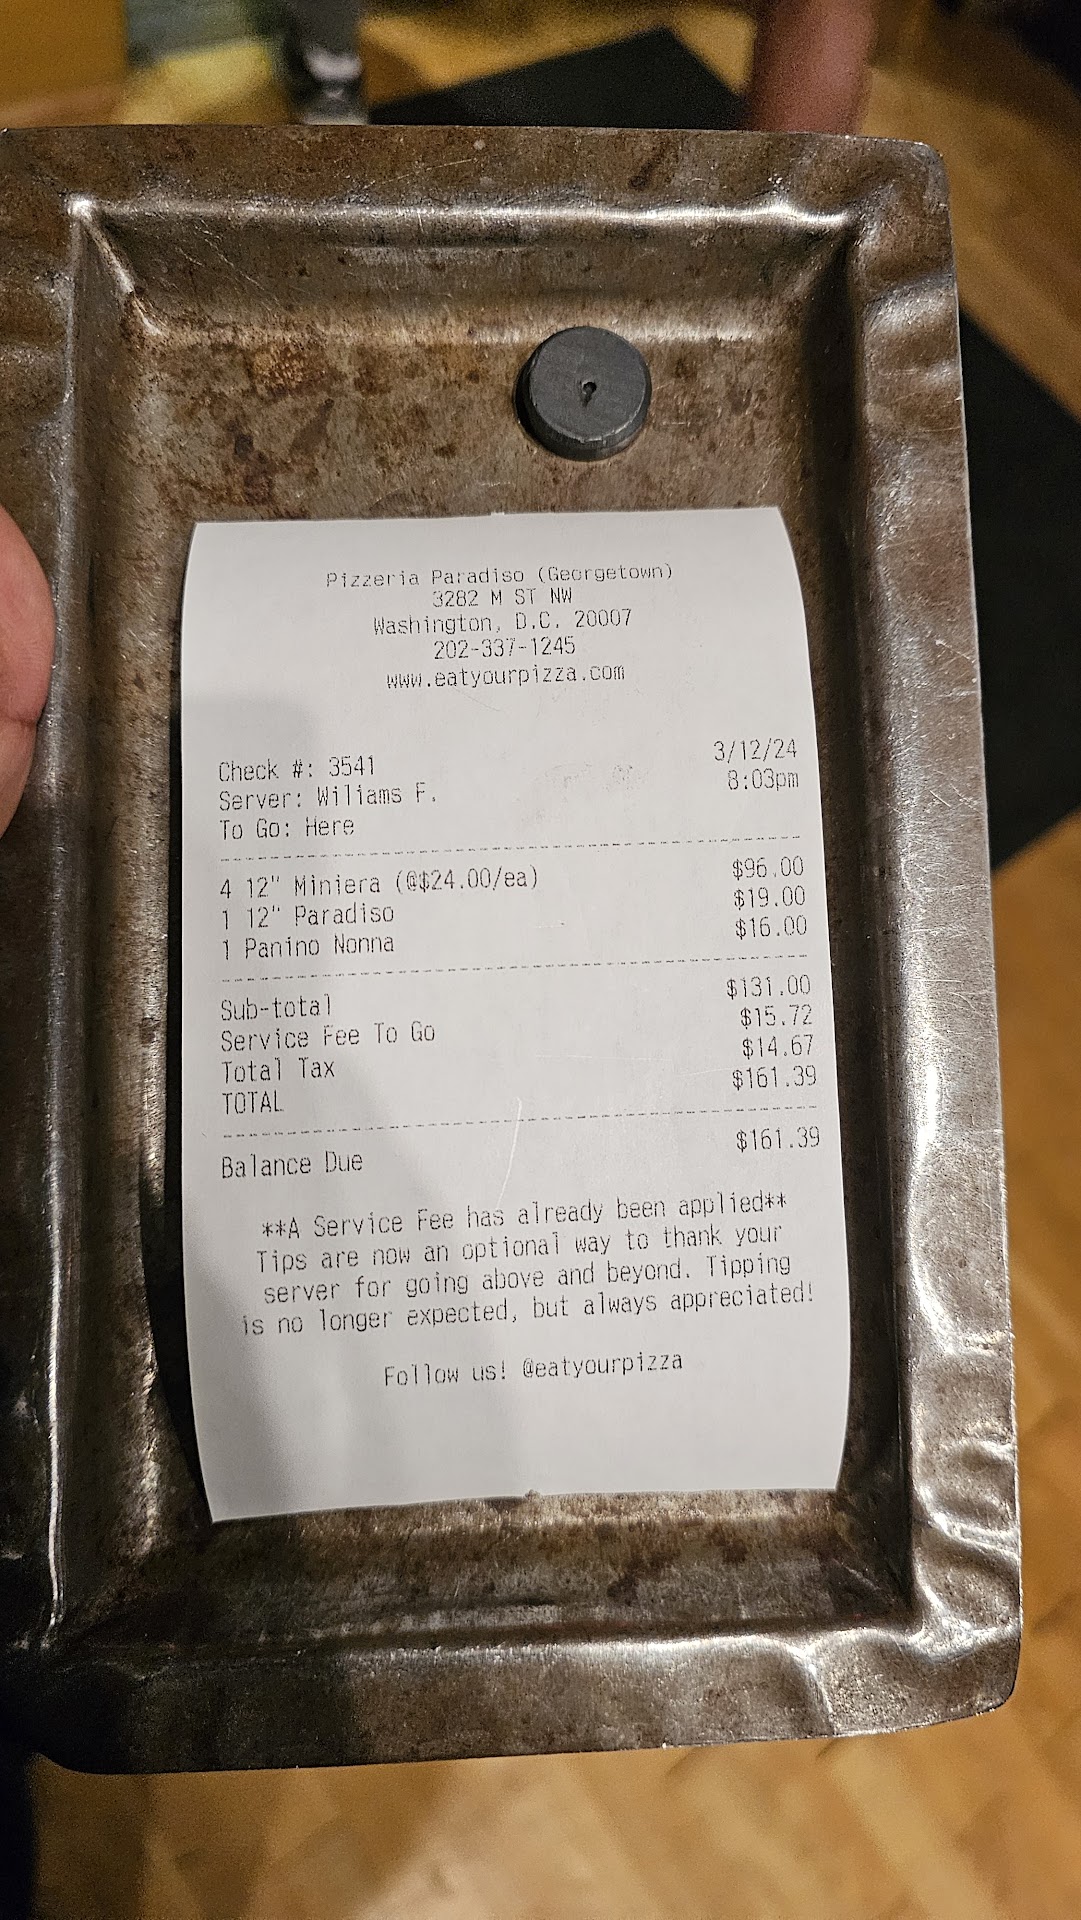 Pizzeria Paradiso (Georgetown)
3282 M ST NW
Washington, D.C. 20007
202-337-1245
www.eatyourpizza.com
Check #: 3541 3/12/24
Server: Wiliams F. 8:03pm
To Go: Here
4 12" Miniera (@$24.00/ea) $96.00
1 12" Paradiso $19.00
1 Panino Nonna $16.00
Sub-total $131.00
Service Fee To Go $15.72
Total Tax $14.67
TOTAL $161.39
Balance Due $161.39
**A Service Fee has already been applied**
Tips are now an optional way to thank your
server for going above and beyond. Tipping
is no longer expected, but always appreciated!
Follow us! @eatyourpizza